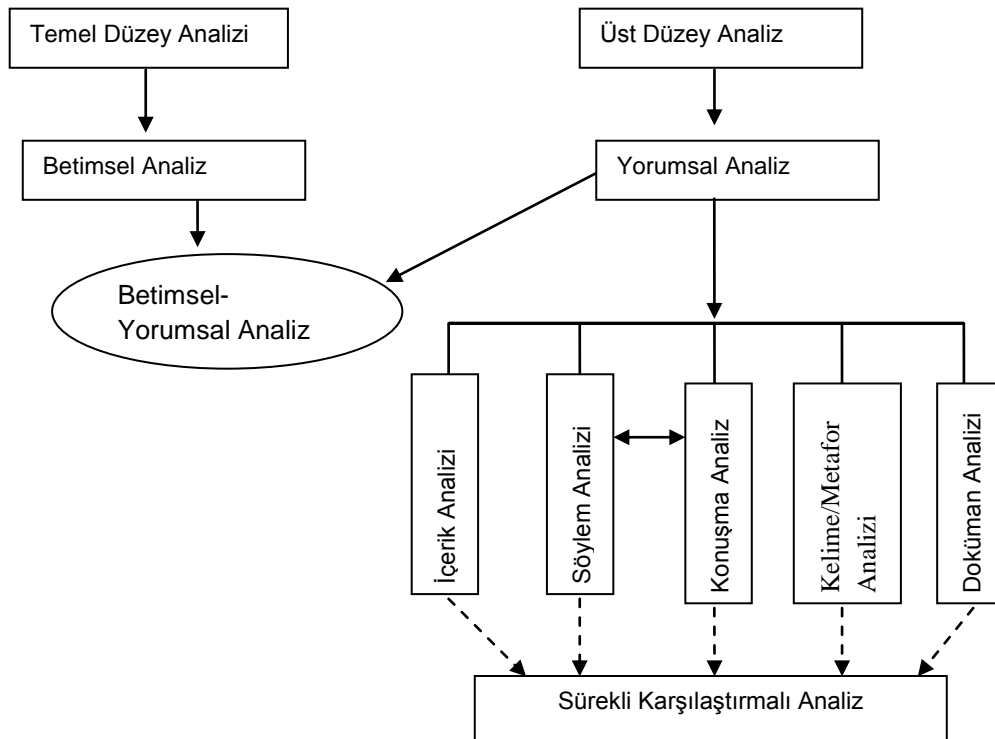 Temel Düzey Analizi
Üst Düzey Analiz
Betimsel Analiz
Yorumsal Analiz
Betimsel-
Yorumsal Analiz
İçerik Analizi
Söylem Analizi
Konuşma Analiz
Kelime/Metafor
Analizi
Doküman Analizi
Sürekli Karşılaştırmalı Analiz